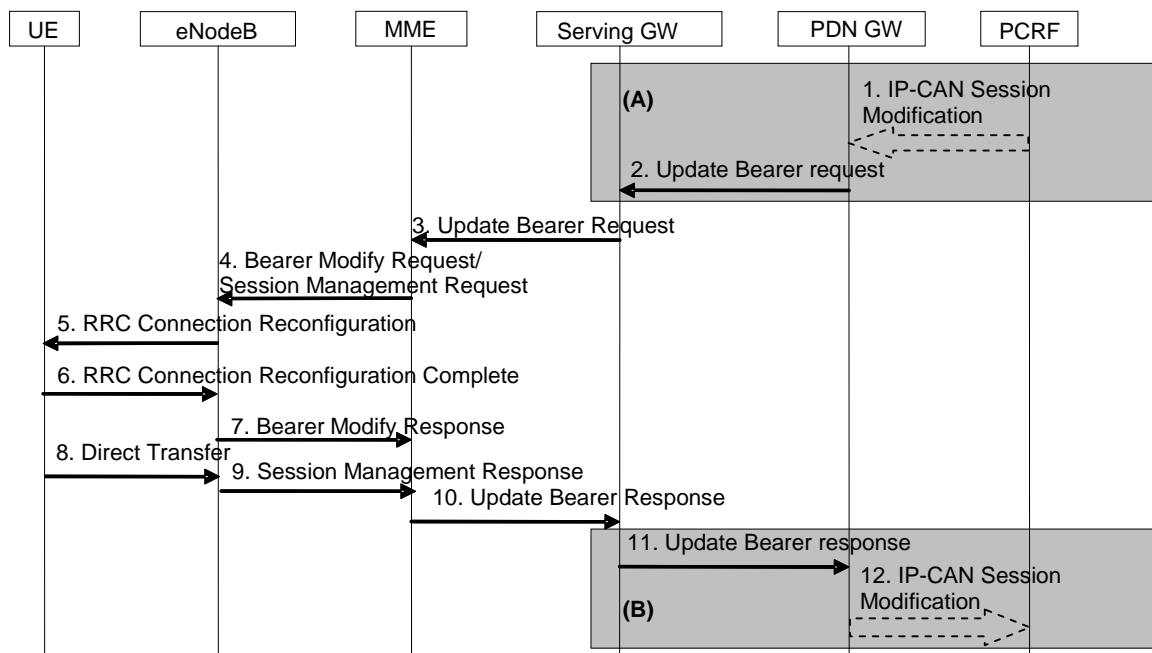 UE eNodeB MME Serving GW PDN GW PCRF
(A)
1. IP-CAN Session
Modification
2. Update Bearer request
3. Update Bearer Request
4. Bearer Modify Request/
Session Management Request
5. RRC Connection Reconfiguration
6. RRC Connection Reconfiguration Complete
7. Bearer Modify Response
8. Direct Transfer
9. Session Management Response
10. Update Bearer Response
11. Update Bearer response
12. IP-CAN Session
Modification
(B)